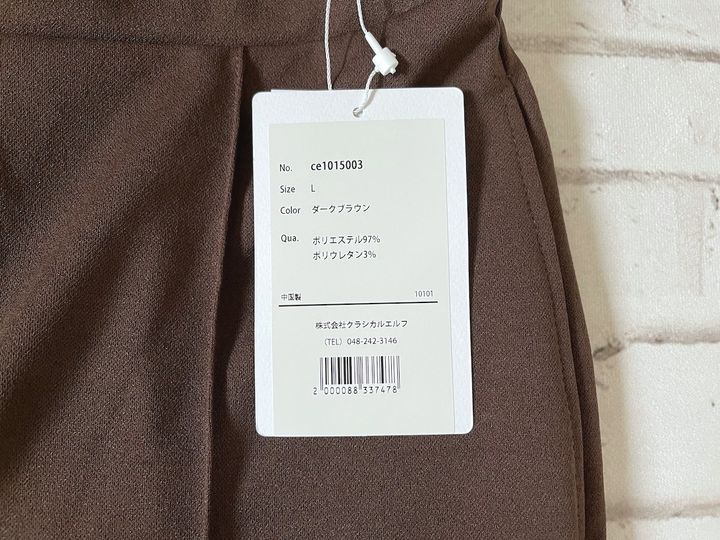 No. ce1015003
Size L
Color ダークブラウン
Qua. ポリエステル97%
ポリウレタン3%
中国製 10101
株式会社クラシカルエルフ
（TEL）048-242-3146
2 000088 337478